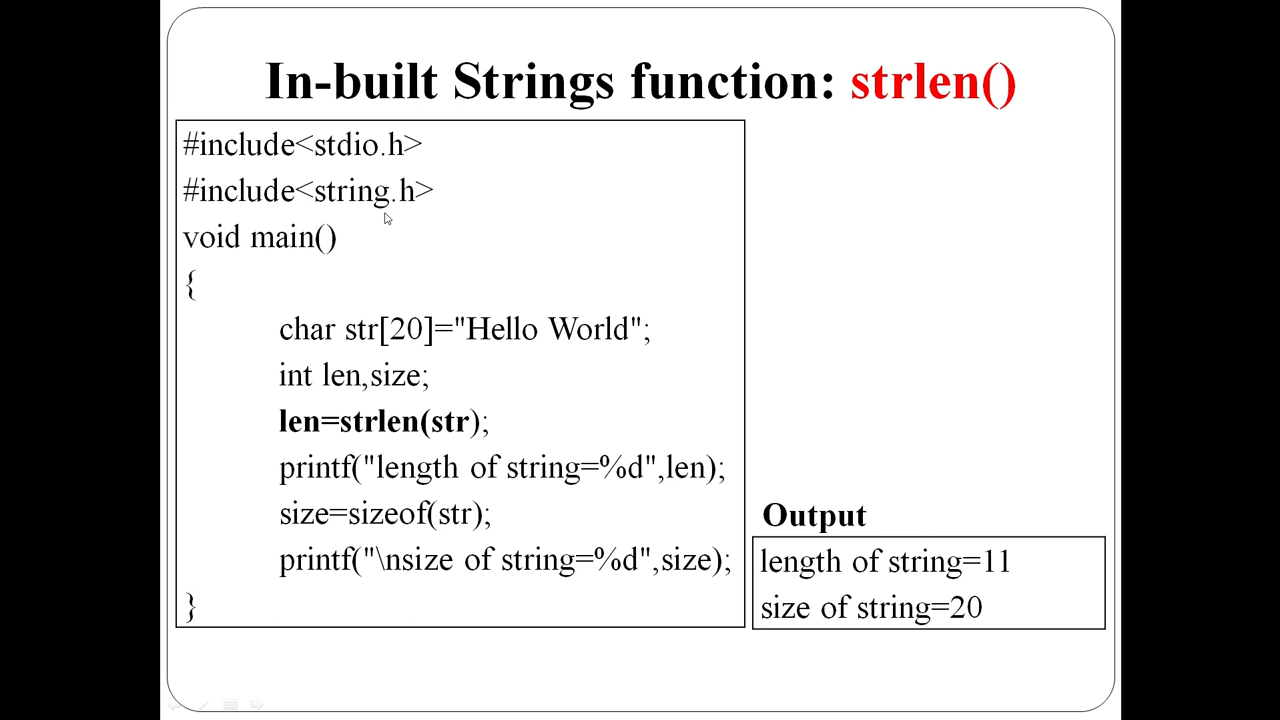 In-built Strings function: strlen()
#include<stdio.h>
#include<string.h>
void main()
{
char str[20]="Hello World";
int len,size;
len=strlen(str);
printf("length of string=%d",len);
size=sizeof(str);
printf("\nsize of string=%d",size);
}
Output
length of string=11
size of string=20